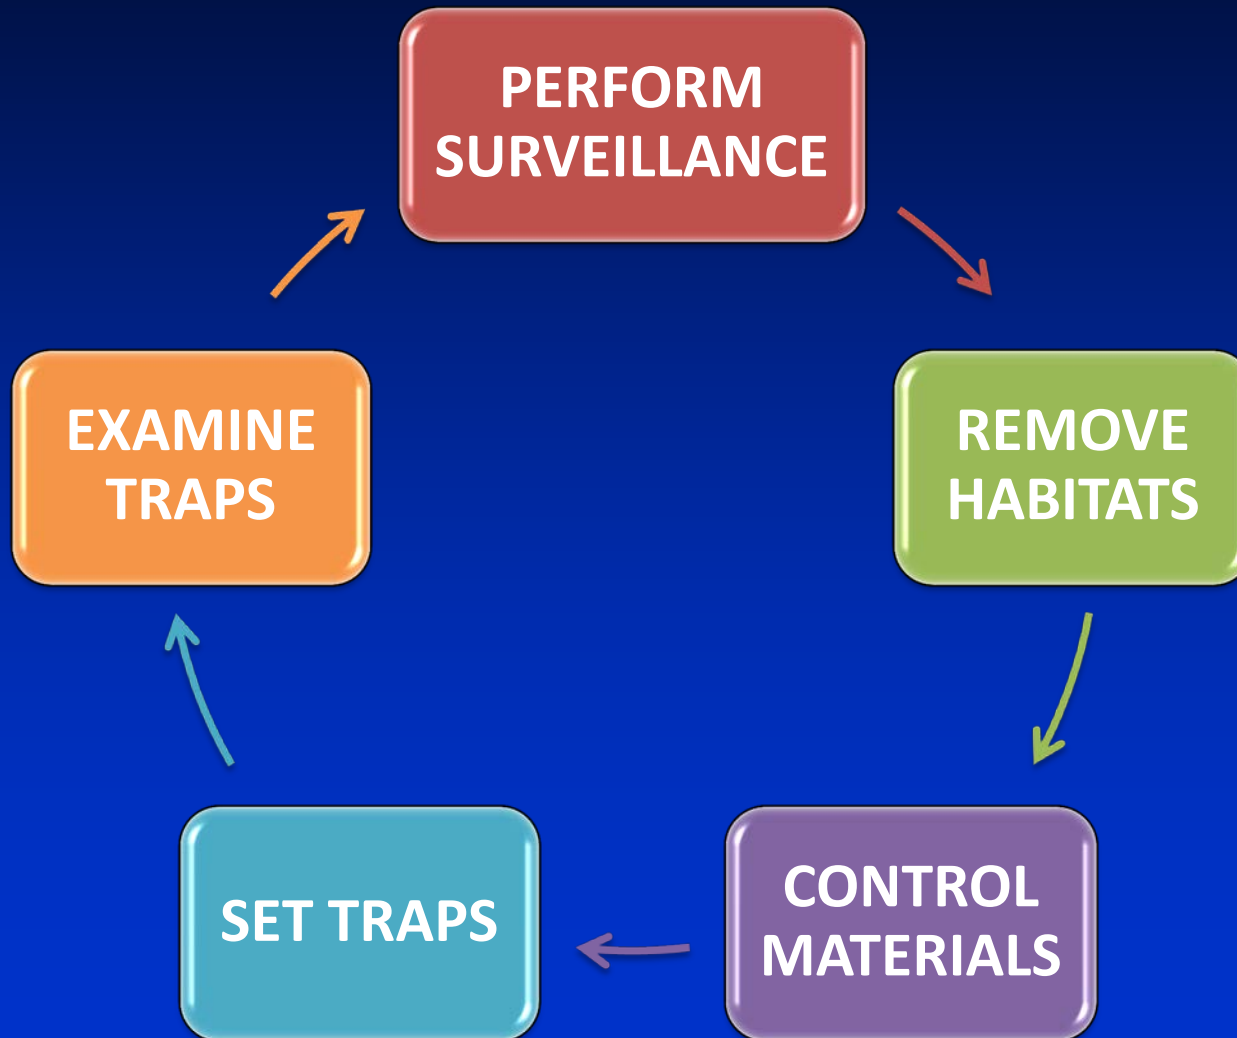 PERFORM
SURVEILLANCE
REMOVE
HABITATS
CONTROL
MATERIALS
SET TRAPS
EXAMINE
TRAPS